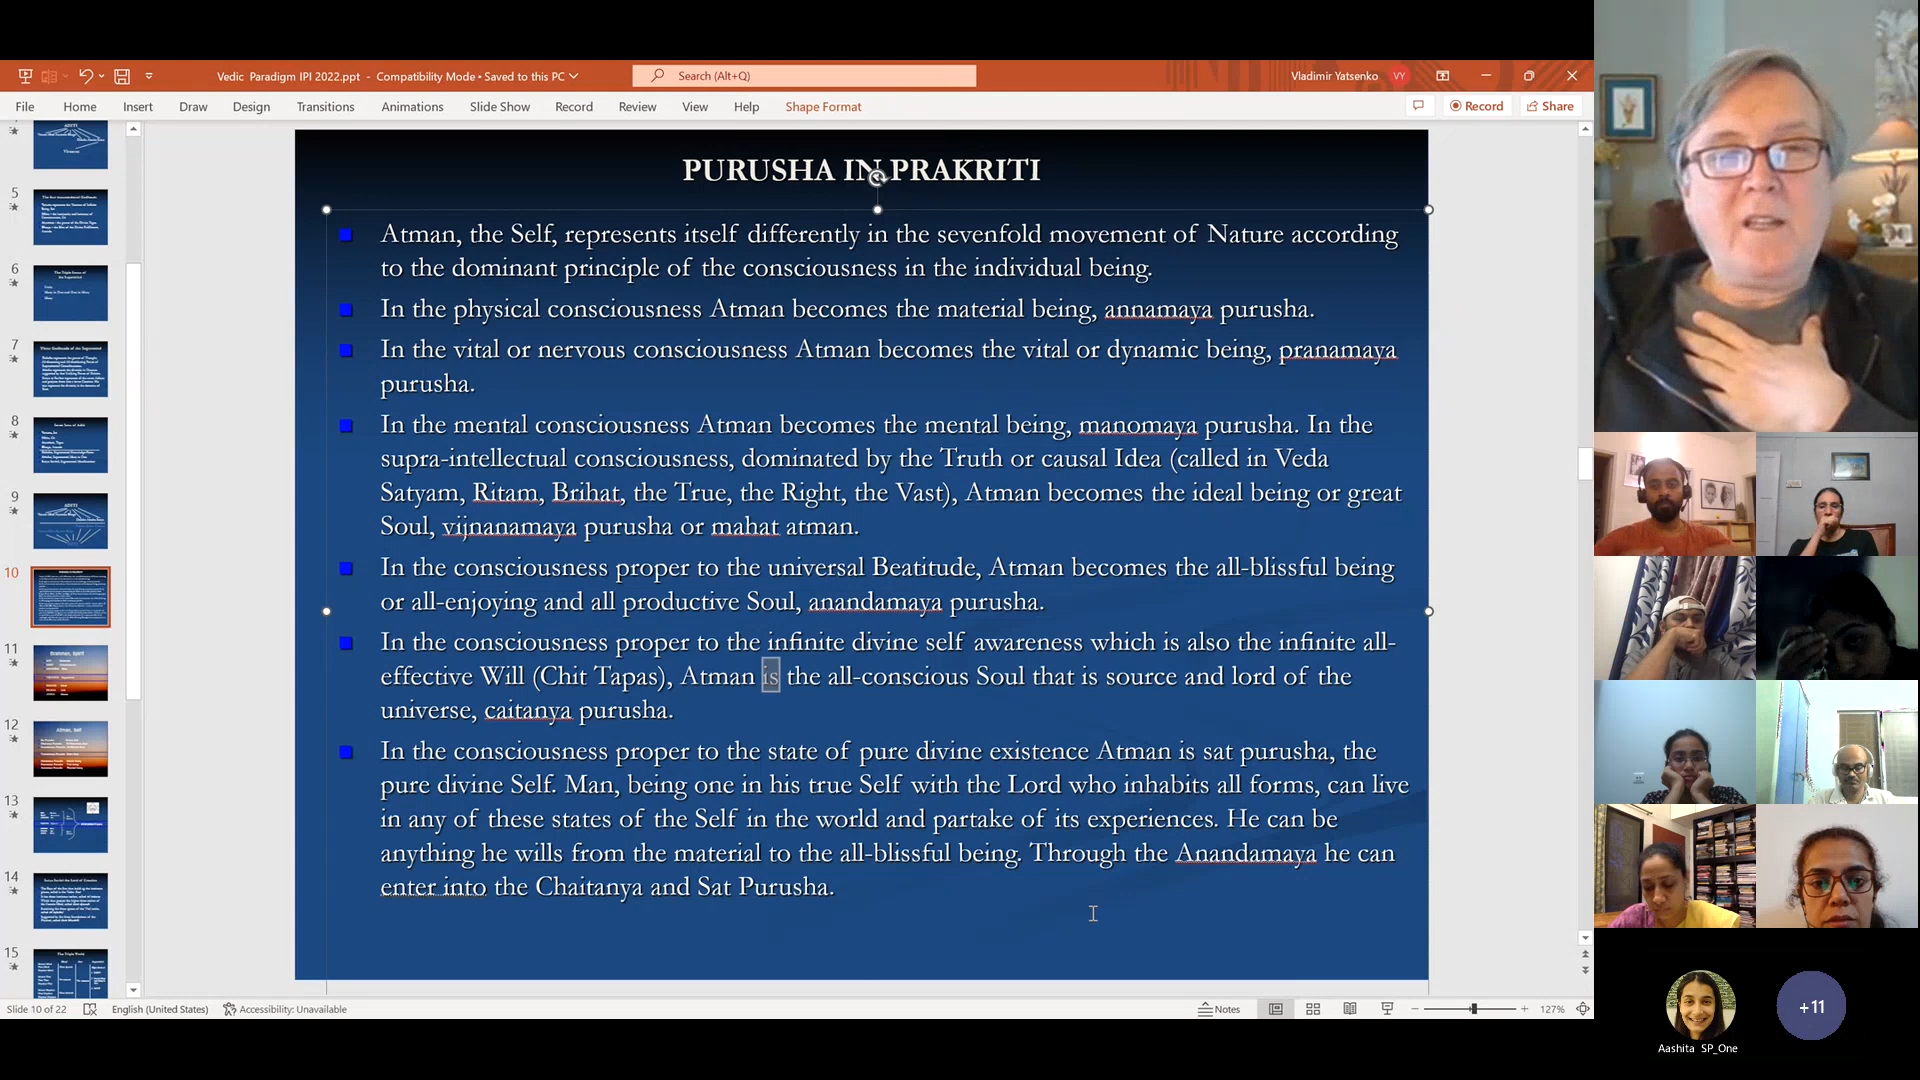 Vedic Paradigm IPI 2022.ppt - Compatibility Mode • Saved to this PC
Search (Alt+Q)
Vladimir Yatsenko VY
File Home Insert Draw Design Transitions Animations Slide Show Record Review View Help Shape Format
Record Share
PURUSHA IN PRAKRITI
Atman, the Self, represents itself differently in the sevenfold movement of Nature according
to the dominant principle of the consciousness in the individual being.
In the physical consciousness Atman becomes the material being, annamaya purusha.
In the vital or nervous consciousness Atman becomes the vital or dynamic being, pranamaya
purusha.
In the mental consciousness Atman becomes the mental being, manomaya purusha. In the
supra-intellectual consciousness, dominated by the Truth or causal Idea (called in Veda
Satyam, Ritam, Brihat, the True, the Right, the Vast), Atman becomes the ideal being or great
Soul, vijnanamaya purusha or mahat atman.
In the consciousness proper to the universal Beatitude, Atman becomes the all-blissful being
or all-enjoying and all productive Soul, anandamaya purusha.
In the consciousness proper to the infinite divine self awareness which is also the infinite all-
effective Will (Chit Tapas), Atman is the all-conscious Soul that is source and lord of the
universe, caitanya purusha.
In the consciousness proper to the state of pure divine existence Atman is sat purusha, the
pure divine Self. Man, being one in his true Self with the Lord who inhabits all forms, can live
in any of these states of the Self in the world and partake of its experiences. He can be
anything he wills from the material to the all-blissful being. Through the Anandamaya he can
enter into the Chaitanya and Sat Purusha.
5
6
7
8
9
10
11
12
13
14
15
Slide 10 of 22
English (United States)
Accessibility: Unavailable
Notes
127%
+11
Aashita SP_One